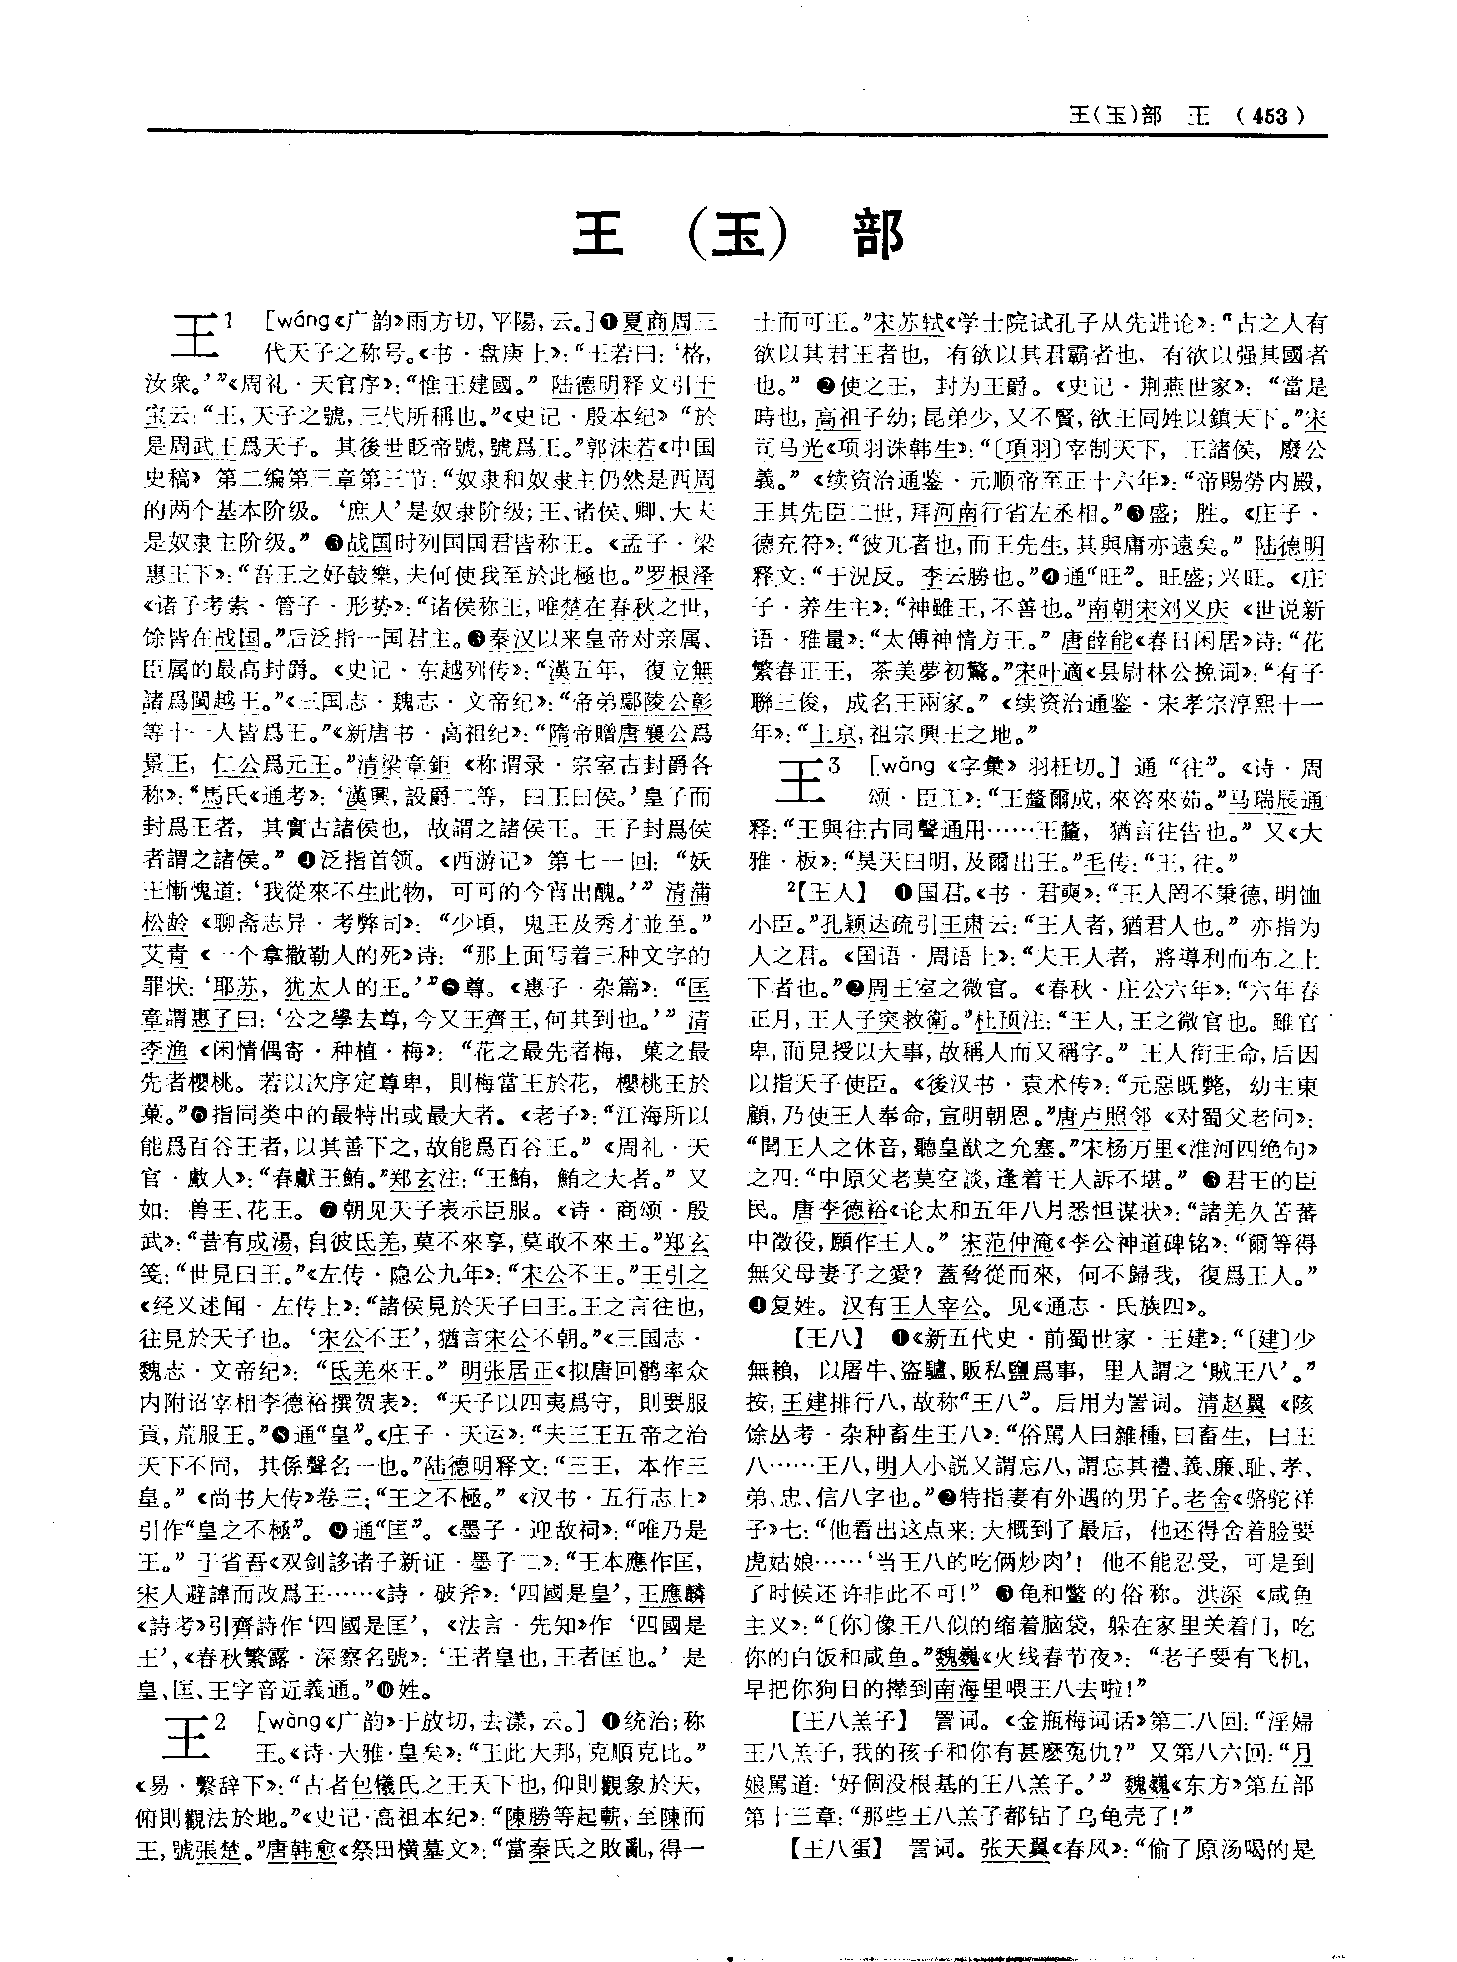 王(玉)部 王 (453)
王 (玉) 部
王1 [wáng《广韵》雨方切,平陽,云。]❶夏商周三
代天子之称号。《书·盘庚上》:“王若曰:‘格,
汝衆。’”《周礼·天官序》:“惟王建國。” 陆德明释文引干
宝云:“王,天子之號,三代所稱也。”《史记·殷本纪》“於
是周武王爲天子。其後世貶帝號,號爲王。”郭沫若《中国
史稿》 第二编第三章第三节:“奴隶和奴隶主仍然是西周
的两个基本阶级。‘庶人’是奴隶阶级;王、诸侯、卿、大夫
是奴隶主阶级。” ❷战国时列国国君皆称王。《孟子·梁
惠王下》:“吾王之好鼓樂,夫何使我至於此極也。”罗根泽
《诸子考索·管子·形势》:“诸侯称王,唯楚在春秋之世,
馀皆在战国。”后泛指一国君主。❸秦汉以来皇帝对亲属、
臣属的最高封爵。《史记·东越列传》:“漢五年, 復立無
諸爲閩越王。”《三国志·魏志·文帝纪》:“帝弟鄢陵公彰
等十一人皆爲王。”《新唐书·高祖纪》:“隋帝贈唐襄公爲
景王, 仁公爲元王。”清梁章鉅《称谓录·宗室古封爵各
称》:“馬氏《通考》:‘漢興,設爵二等, 曰王曰侯。’皇子而
封爲王者, 其實古諸侯也, 故謂之諸侯王。王子封爲侯
者謂之諸侯。” ❹泛指首领。《西游记》 第七一回: “妖
王慚愧道:‘我從來不生此物, 可可的今宵出醜。’” 清蒲
松龄《聊斋志异·考弊司》: “少頃, 鬼王及秀才並至。”
艾青《一个拿撒勒人的死》诗: “那上面写着三种文字的
罪状:‘耶苏, 犹太人的王。’”❺尊。《惠子·杂篇》: “匡
章謂惠子曰:‘公之學去尊,今又王齊王,何其到也。’” 清
李渔《闲情偶寄·种植·梅》: “花之最先者梅, 菓之最
先者櫻桃。若以次序定尊卑, 則梅當王於花, 櫻桃王於
菓。”❻指同类中的最特出或最大者。《老子》:“江海所以
能爲百谷王者,以其善下之,故能爲百谷王。”《周礼·天
官·䱷人》:“春獻王鮪。”郑玄注:“王鮪, 鮪之大者。” 又
如: 兽王、花王。 ❼朝见天子表示臣服。《诗·商颂·殷
武》:“昔有成湯,自彼氐羌,莫不來享,莫敢不來王。”郑玄
笺:“世見曰王。”《左传·隐公九年》:“宋公不王。”王引之
《经义述闻·左传上》:“諸侯見於天子曰王。王之言往也,
往見於天子也。‘宋公不王’,猶言宋公不朝。”《三国志·
魏志·文帝纪》: “氐羌來王。” 明张居正《拟唐回鹘率众
内附诏宰相李德裕撰贺表》: “天子以四夷爲守, 則要服
貢,荒服王。”❽通“皇”。《庄子·天运》:“夫三王五帝之治
天下不同, 其係聲名一也。”陆德明释文:“三王, 本作三
皇。”《尚书大传》卷三:“王之不極。”《汉书·五行志上》
引作“皇之不極”。 ❾通“匡”。《墨子·迎敌祠》:“唯乃是
王。” 于省吾《双剑誃诸子新证·墨子二》:“王本應作匡,
宋人避諱而改爲王……《詩·破斧》:‘四國是皇’,王應麟
《詩考》引齊詩作‘四國是匡’, 《法言·先知》作 ‘四國是
王’,《春秋繁露·深察名號》:‘王者皇也,王者匡也。’ 是
皇、匡、王字音近義通。”❿姓。
王2 [wàng《广韵》于放切,去漾,云。] ❶统治;称
王。《诗·大雅·皇矣》:“王此大邦,克順克比。”
《易·繫辞下》:“古者包犧氏之王天下也,仰則觀象於天,
俯則觀法於地。”《史记·高祖本纪》:“陳勝等起蘄,至陳而
王,號張楚。”唐韩愈《祭田横墓文》:“當秦氏之敗亂,得一
士而可王。”宋苏轼《学士院试孔子从先进论》:“古之人有
欲以其君王者也, 有欲以其君霸者也, 有欲以强其國者
也。” ❷使之王, 封为王爵。《史记·荆燕世家》: “當是
時也,高祖子幼;昆弟少,又不賢,欲王同姓以鎮天下。”宋
司马光《项羽诛韩生》:“〔項羽〕宰制天下, 王諸侯, 廢公
義。”《续资治通鉴·元顺帝至正十六年》:“帝賜勞内殿,
王其先臣二世,拜河南行省左丞相。”❸盛; 胜。《庄子·
德充符》:“彼兀者也,而王先生,其與庸亦遠矣。” 陆德明
释文:“于況反。李云勝也。”❹通“旺”。旺盛;兴旺。《庄
子·养生主》:“神雖王,不善也。”南朝宋刘义庆《世说新
语·雅量》:“太傅神情方王。” 唐薛能《春日闲居》诗:“花
繁春正王, 茶美夢初驚。”宋叶適《县尉林公挽词》:“有子
聯三俊, 成名王兩家。”《续资治通鉴·宋孝宗淳熙十一
年》:“上京,祖宗興王之地。”
王3 [wǎng《字彙》羽枉切。] 通 “往”。《诗·周
颂·臣工》:“王釐爾成,來咨來茹。”马瑞辰通
释:“王與往古同聲通用……王釐, 猶言往告也。” 又《大
雅·板》:“昊天曰明,及爾出王。”毛传:“王,往。”
2【王人】 ❶国君。《书·君奭》:“王人罔不秉德,明恤
小臣。”孔颖达疏引王肃云:“王人者,猶君人也。” 亦指为
人之君。《国语·周语上》:“夫王人者, 將導利而布之上
下者也。”❷周王室之微官。《春秋·庄公六年》:“六年春
正月,王人子突救衛。”杜预注:“王人,王之微官也。雖官
卑,而見授以大事,故稱人而又稱字。” 王人衔王命,后因
以指天子使臣。《後汉书·袁术传》:“元惡既斃, 幼主東
顧,乃使王人奉命,宣明朝恩。”唐卢照邻《对蜀父老问》:
“聞王人之休音,聽皇猷之允塞。”宋杨万里《淮河四绝句》
之四:“中原父老莫空談,逢着王人訴不堪。” ❸君王的臣
民。唐李德裕《论太和五年八月悉怛谋状》:“諸羌久苦蕃
中徵役,願作王人。” 宋范仲淹《李公神道碑铭》:“爾等得
無父母妻子之愛? 蓋脅從而來, 何不歸我, 復爲王人。”
❹复姓。汉有王人宰公。见《通志·氏族四》。
【王八】 ❶《新五代史·前蜀世家·王建》:“〔建〕少
無賴, 以屠牛、盗驢、販私鹽爲事, 里人謂之‘賊王八’。”
按,王建排行八,故称“王八”。后用为詈词。清赵翼《陔
馀丛考·杂种畜生王八》:“俗罵人曰雜種,曰畜生, 曰王
八……王八,明人小説又謂忘八,謂忘其禮、義、廉、耻、孝、
弟、忠、信八字也。”❷特指妻有外遇的男子。老舍《骆驼祥
子》七:“他看出这点来:大概到了最后, 他还得舍着脸要
虎姑娘……‘当王八的吃俩炒肉’! 他不能忍受, 可是到
了时候还许非此不可!” ❸龟和鳖的俗称。洪深《咸鱼
主义》:“〔你〕像王八似的缩着脑袋, 躲在家里关着门, 吃
你的白饭和咸鱼。”魏巍《火线春节夜》: “老子要有飞机,
早把你狗日的撵到南海里喂王八去啦!”
【王八羔子】 詈词。《金瓶梅词话》第二八回:“淫婦
王八羔子,我的孩子和你有甚麽冤仇?” 又第八六回:“月
娘罵道:‘好個没根基的王八羔子。’” 魏巍《东方》第五部
第十三章:“那些王八羔子都钻了乌龟壳了!”
【王八蛋】 詈词。张天翼《春风》:“偷了原汤喝的是